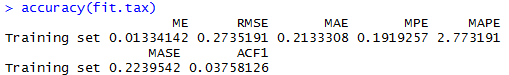 > accuracy(fit.tax)
ME RMSE MAE MPE MAPE
Training set 0.01334142 0.2735191 0.2133308 0.1919257 2.773191
MASE ACF1
Training set 0.2239542 0.03758126